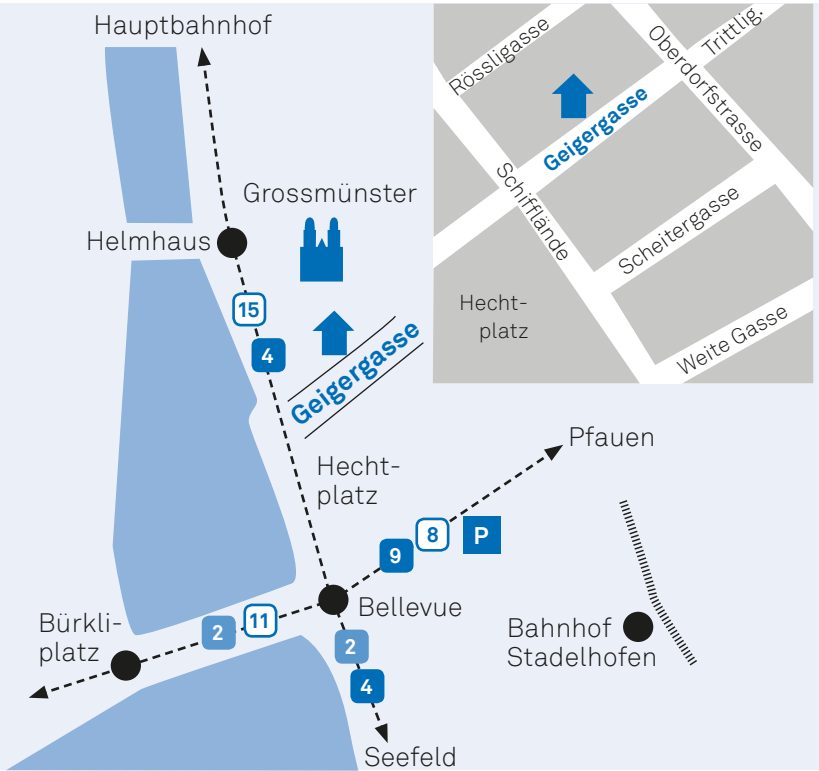 Hauptbahnhof
Grossmünster
Helmhaus
15
4
Geigergasse
Hecht-
platz
Pfauen
8
P
9
Bellevue
Bürkli-
platz
2
11
2
4
Seefeld
Bahnhof
Stadelhofen
Rössligasse
Oberdorfstrasse
Trittlig.
Geigergasse
Schifflände
Scheitergasse
Hecht-
platz
Weite Gasse